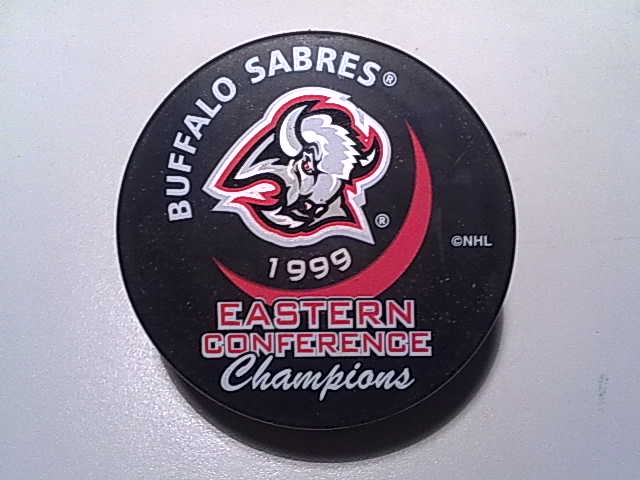 BUFFALO SABRES®
®
1999
©NHL
EASTERN
CONFERENCE
Champions